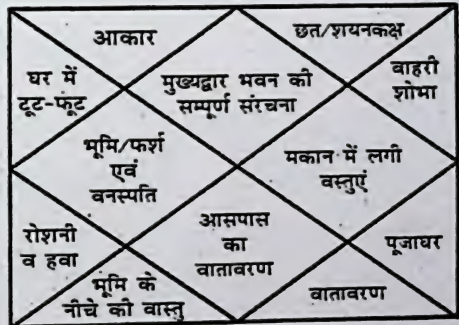 आकार
छत/शयनकक्ष
घर में
टूट-फूट
मुख्यद्वार भवन की
सम्पूर्ण संरचना
वाहरी
शोभा
भूमि/फर्श
एवं
वनस्पति
मकान में लगी
वस्तुएं
रोशनी
व हवा
आसपास
का
वातावरण
पूजाघर
भूमि के
नीचे की वास्तु
वातावरण